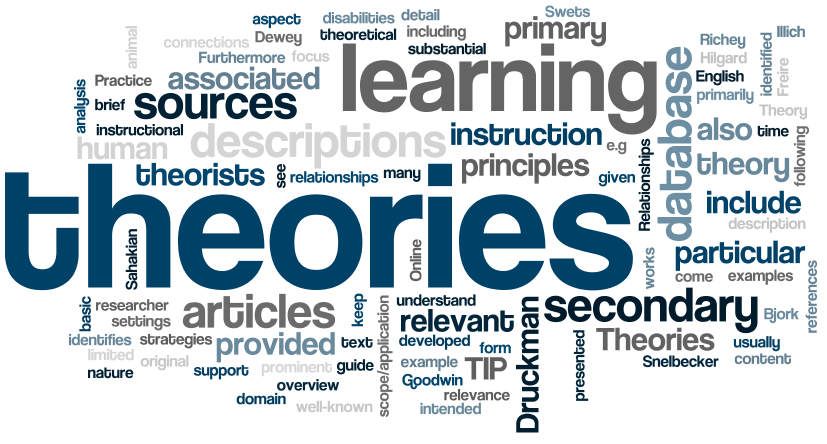 Swets
aspect
disabilities
detail
Dewey
theoretical
including
primary
Richey
Illich
animal
connections
substantial
Furthermore
focus
Hilgard
identified
Practice
associated
learning
English
Freire
analysis
brief
sources
database
primarily
Theory
instructional
descriptions
instruction
also
time
human
e.g
following
theorists
see
relationships
many
principles
given
Relationships
theory
theories
include
description
Sahakian
Online
works
particular
come
examples
references
basic
researcher
articles
keep
scope/application
understand
Druckman
secondary
Bjork
settings
relevant
identifies
strategies
provided
text
developed
form
presented
Theories
usually
limited
original
prominent
guide
example
TIP
Snelbecker
content
nature
support
overview
Goodwin
relevance
domain
well-known
intended